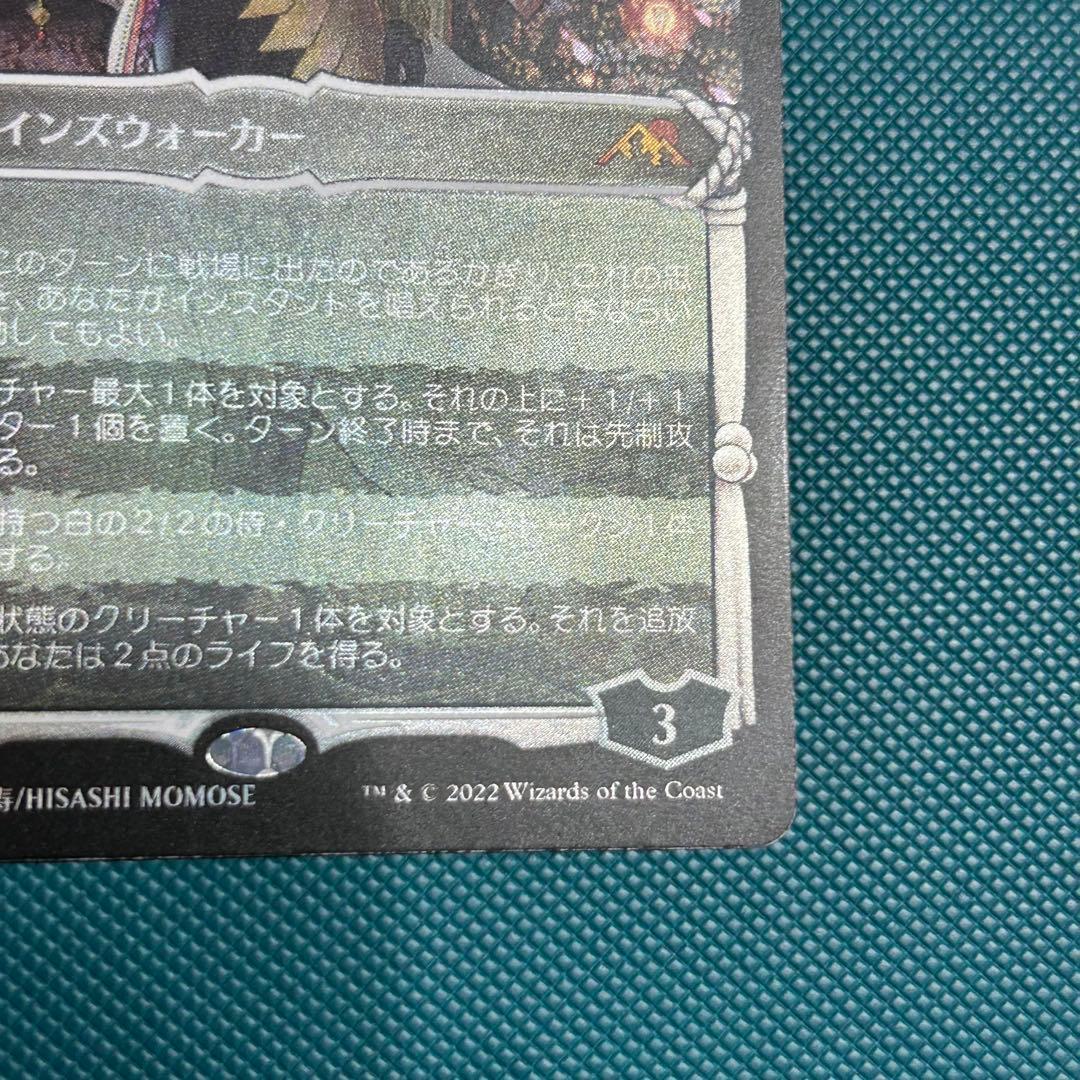 インズウォーカー
このターンに戦場に出たのであるかぎり、これの忠
、あなたがインスタントを唱えられるときならい
してもよい。
チャー最大1体を対象とする。それの上に+1/+1
ター1個を置く。ターン終了時まで、それは先制攻
る。
持つ白の2/2の侍・クリーチャー・トークン1体
する。
状態のクリーチャー1体を対象とする。それを追放
あなたは2点のライフを得る。
3
寿/HISASHI MOMOSE
™ & © 2022 Wizards of the Coast